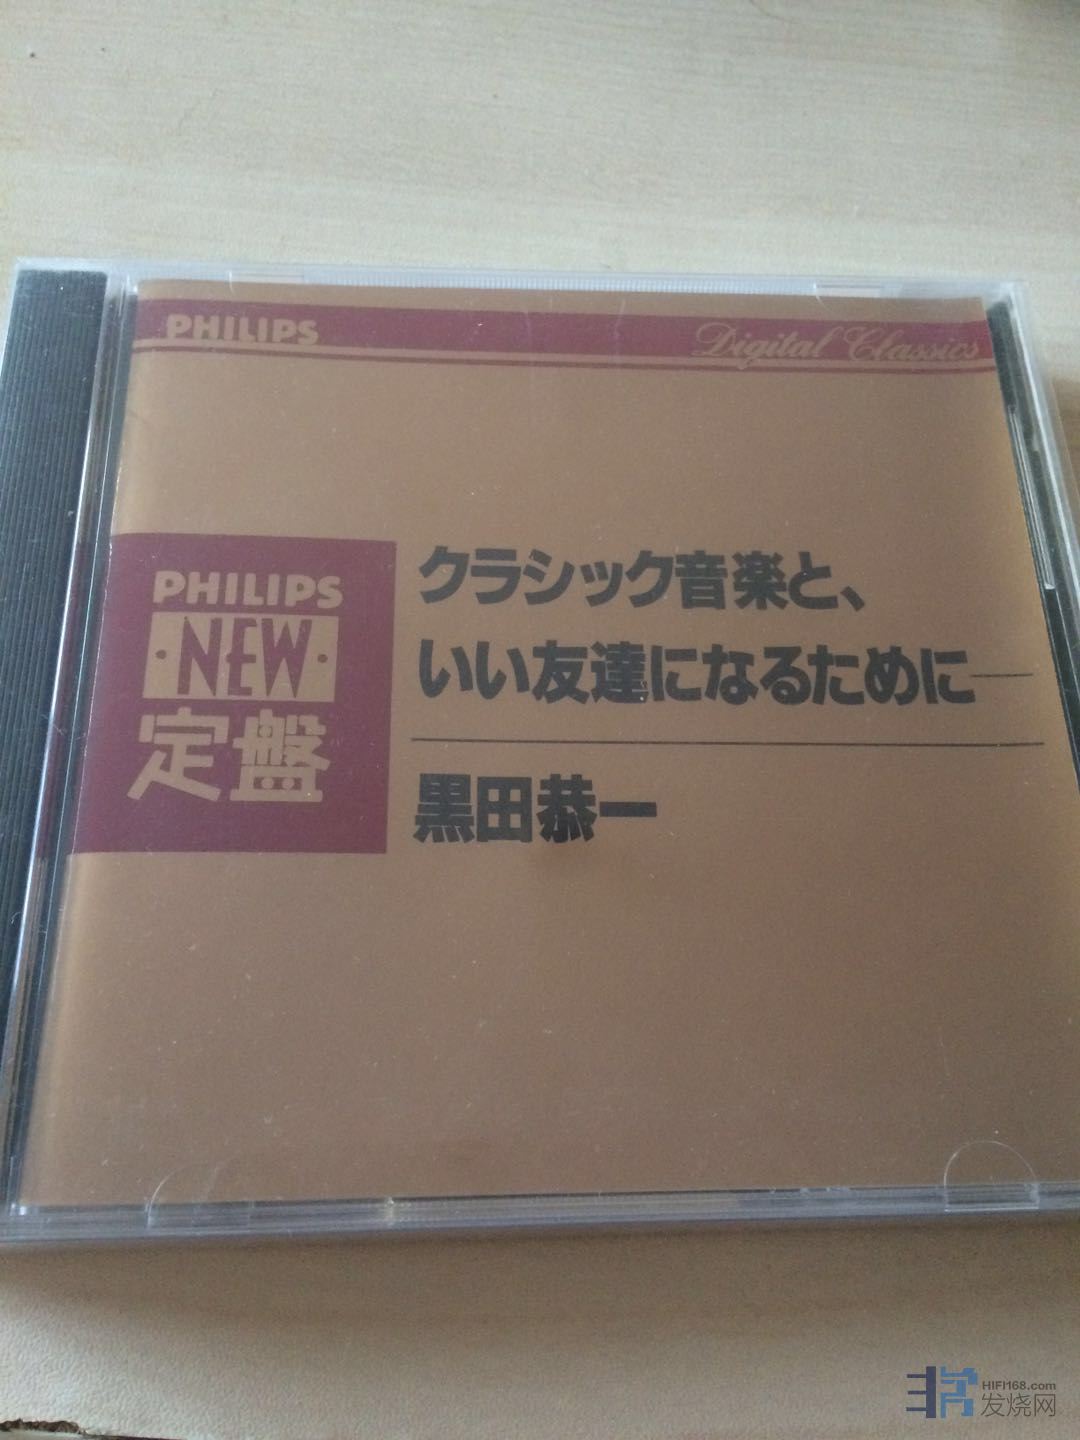 PHILIPS
Digital Classics
PHILIPS
·NEW·
定盤
クラシック音楽と、
いい友達になるために―
黒田恭一
HIFI168.com
发烧网